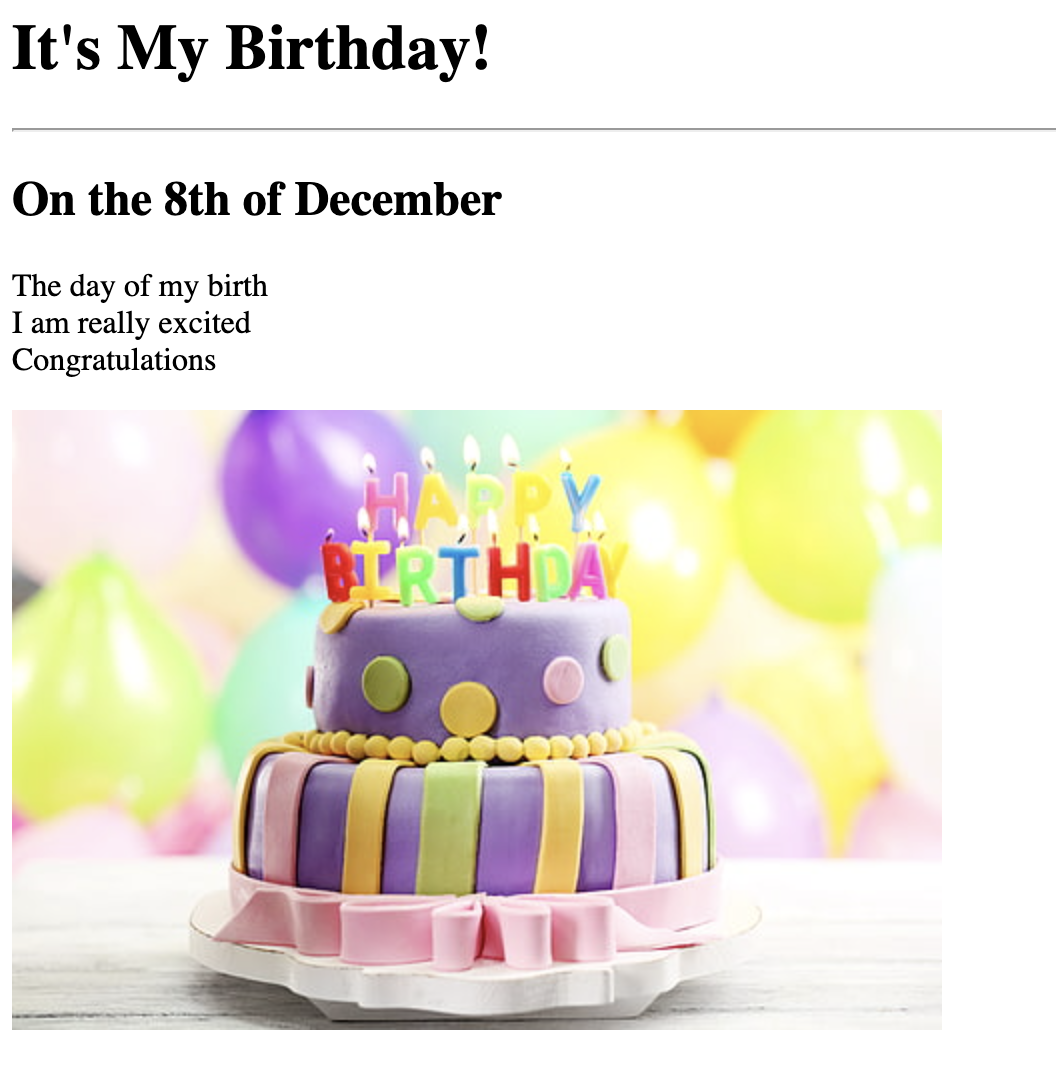 It's My Birthday!
On the 8th of December
The day of my birth
I am really excited
Congratulations
HAPPY
BIRTHDAY